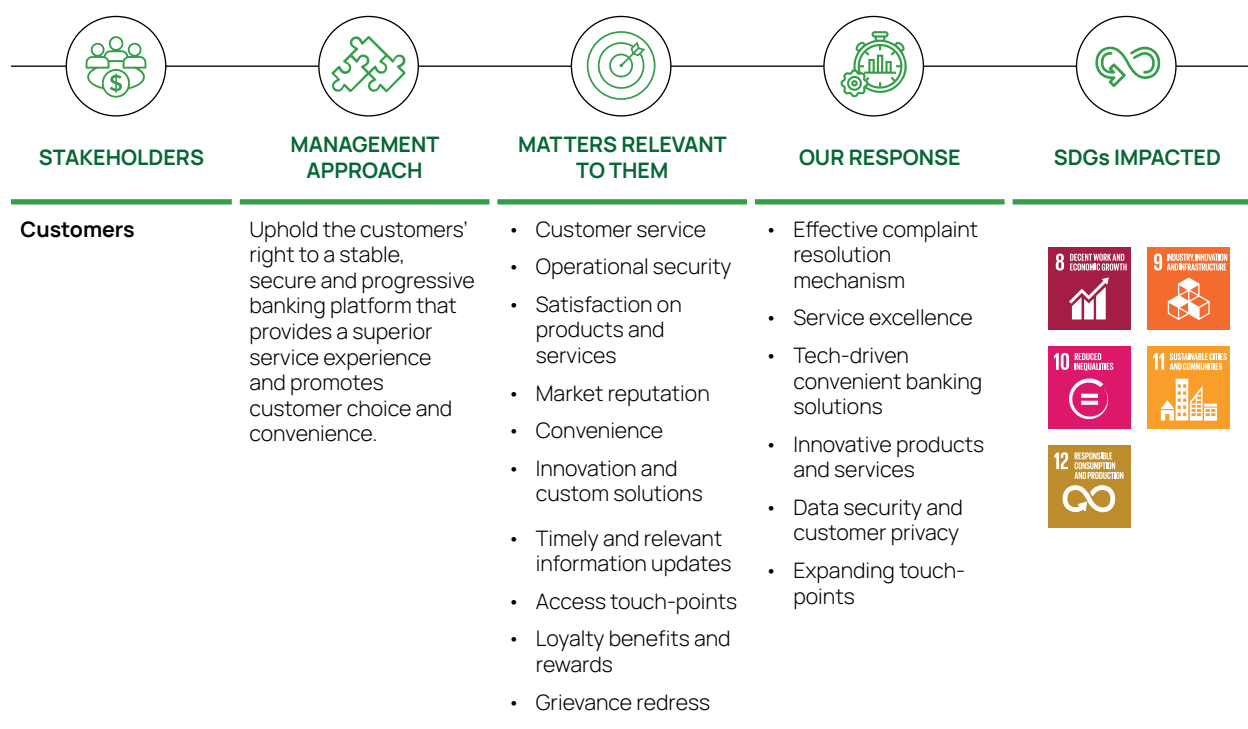 $
STAKEHOLDERS
MANAGEMENT
APPROACH
MATTERS RELEVANT
TO THEM
OUR RESPONSE
SDGs IMPACTED
Customers
Uphold the customers’
right to a stable,
secure and progressive
banking platform that
provides a superior
service experience
and promotes
customer choice and
convenience.
• Customer service
• Operational security
• Satisfaction on
products and
services
• Market reputation
• Convenience
• Innovation and
custom solutions
• Timely and relevant
information updates
• Access touch-points
• Loyalty benefits and
rewards
• Grievance redress
• Effective complaint
resolution
mechanism
• Service excellence
• Tech-driven
convenient banking
solutions
• Innovative products
and services
• Data security and
customer privacy
• Expanding touch-
points
8 DECENT WORK AND
ECONOMIC GROWTH
9 INDUSTRY, INNOVATION
AND INFRASTRUCTURE
10 REDUCED
INEQUALITIES
11 SUSTAINABLE CITIES
AND COMMUNITIES
12 RESPONSIBLE
CONSUMPTION
AND PRODUCTION